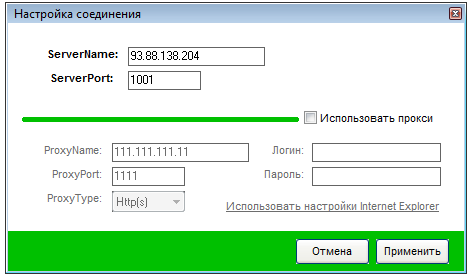 Настройка соединения
ServerName: 93.88.138.204
ServerPort: 1001
Использовать прокси
ProxyName: 111.111.111.11 Логин:
ProxyPort: 1111 Пароль:
ProxyType: Http(s)
Использовать настройки Internet Explorer
Отмена Применить